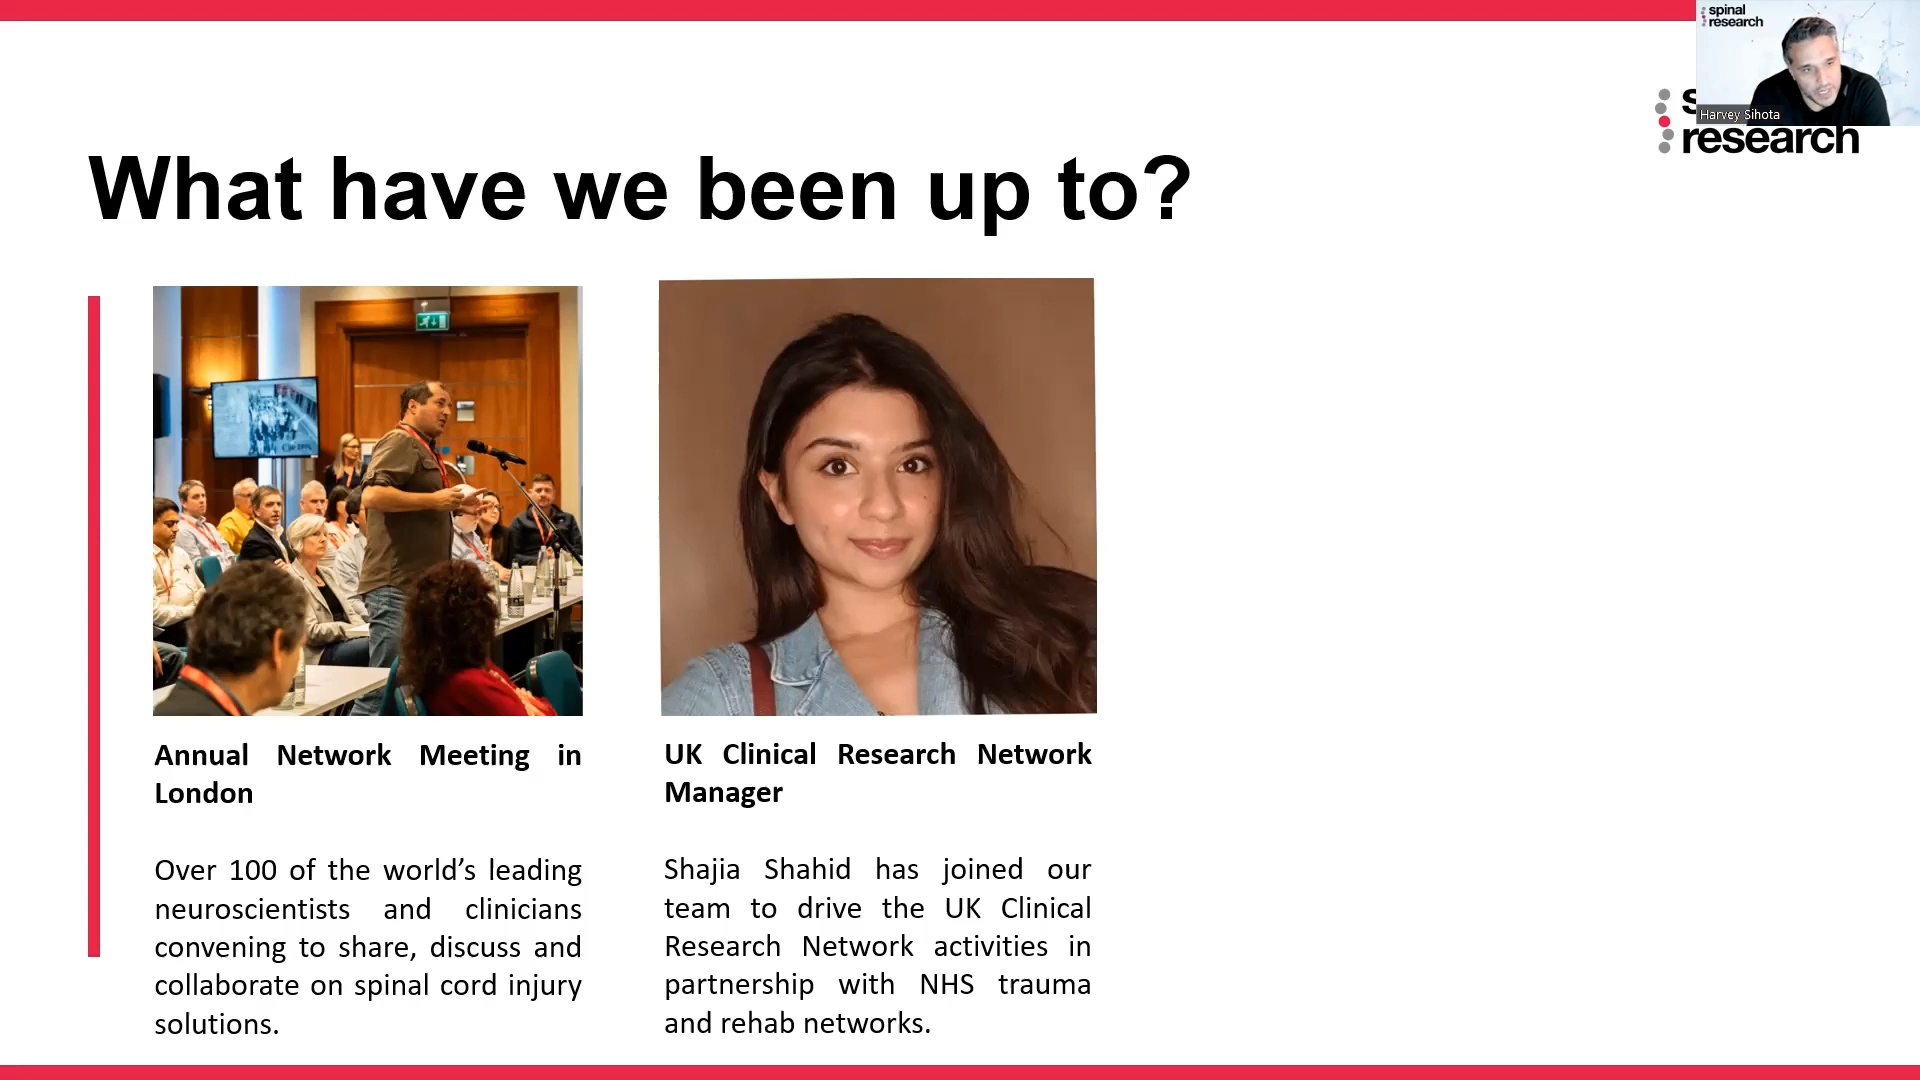 spinal
research
Harvey Sihota
research
What have we been up to?
Annual Network Meeting in
London
Over 100 of the world’s leading
neuroscientists and clinicians
convening to share, discuss and
collaborate on spinal cord injury
solutions.
UK Clinical Research Network
Manager
Shajia Shahid has joined our
team to drive the UK Clinical
Research Network activities in
partnership with NHS trauma
and rehab networks.